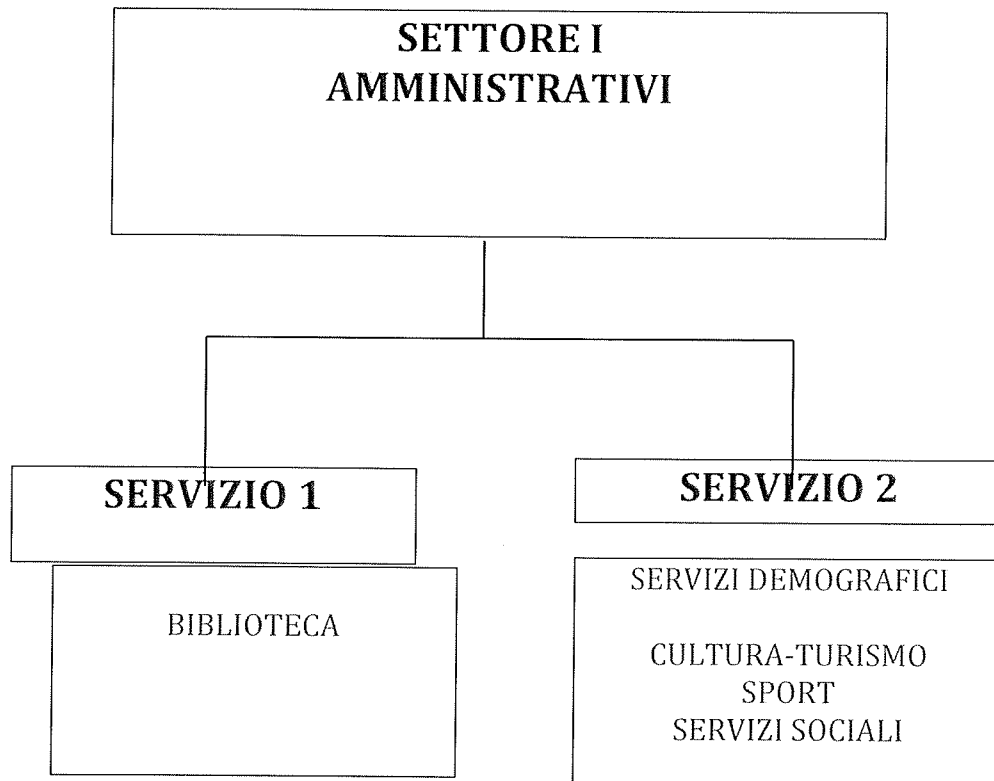 SETTORE I
AMMINISTRATIVI
SERVIZIO 1
SERVIZIO 2
BIBLIOTECA
SERVIZI DEMOGRAFICI
CULTURA-TURISMO
SPORT
SERVIZI SOCIALI